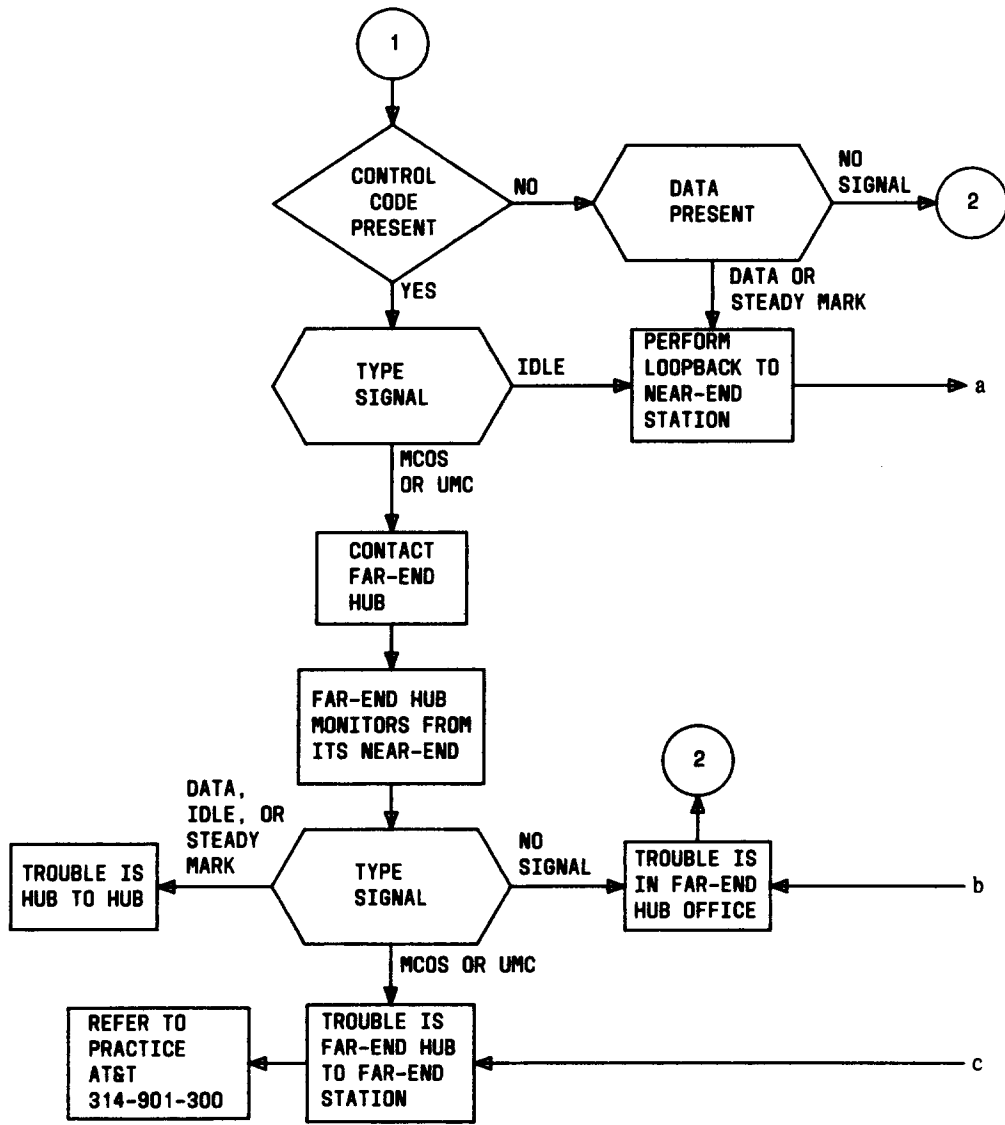 1
CONTROL
CODE
PRESENT
NO
DATA
PRESENT
NO
SIGNAL
2
YES
DATA OR
STEADY MARK
TYPE
SIGNAL
IDLE
PERFORM
LOOPBACK TO
NEAR-END
STATION
a
MCOS
OR UMC
CONTACT
FAR-END
HUB
FAR-END HUB
MONITORS FROM
ITS NEAR-END
2
DATA,
IDLE, OR
STEADY
MARK
TROUBLE IS
HUB TO HUB
TYPE
SIGNAL
NO
SIGNAL
TROUBLE IS
IN FAR-END
HUB OFFICE
b
MCOS OR UMC
REFER TO
PRACTICE
AT&T
314-901-300
TROUBLE IS
FAR-END HUB
TO FAR-END
STATION
c